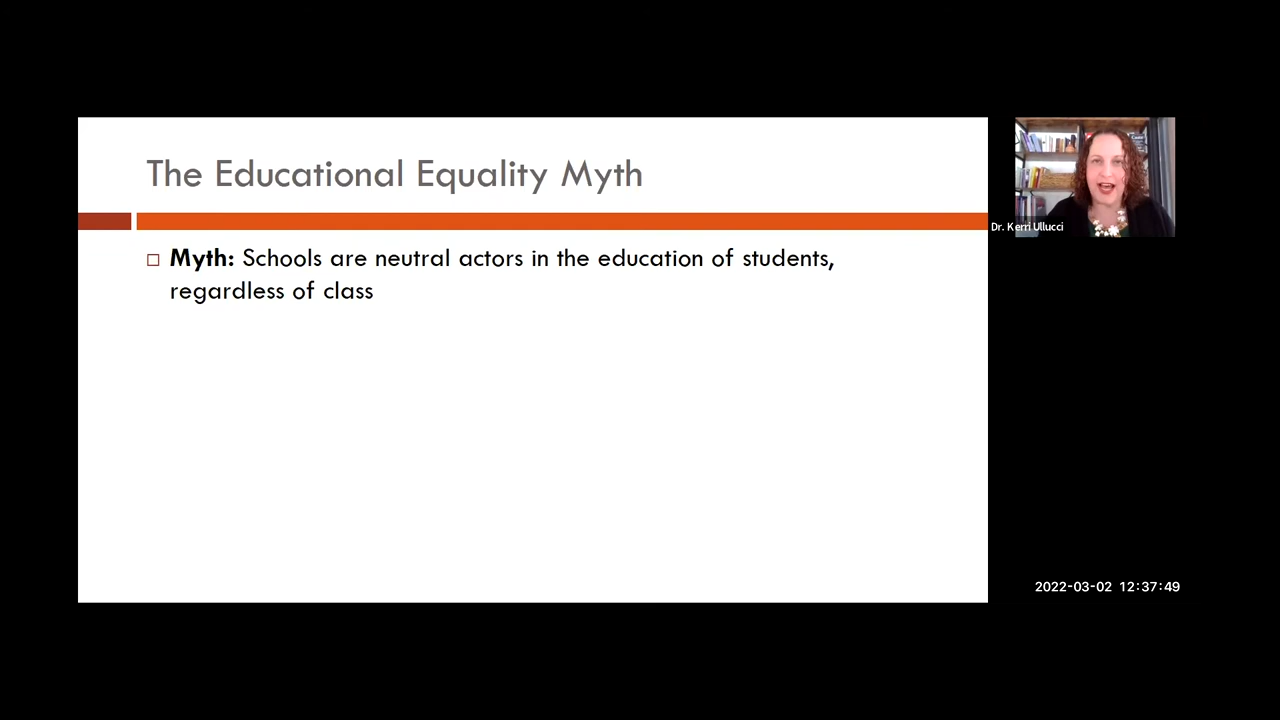 The Educational Equality Myth
Myth: Schools are neutral actors in the education of students,
regardless of class
Dr. Kerri Ullucci
2022-03-02 12:37:49